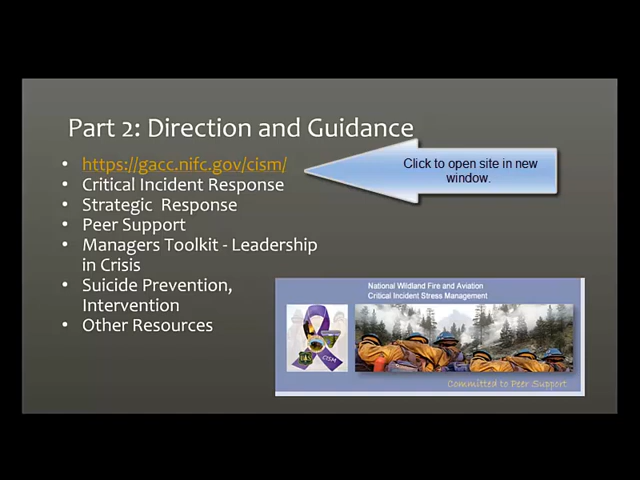 Part 2: Direction and Guidance
• https://gacc.nifc.gov/cism/
Click to open site in new
window.
• Critical Incident Response
• Strategic Response
• Peer Support
• Managers Toolkit - Leadership
in Crisis
• Suicide Prevention,
Intervention
• Other Resources
National Wildland Fire and Aviation
Critical Incident Stress Management
CISM
Committed to Peer Support